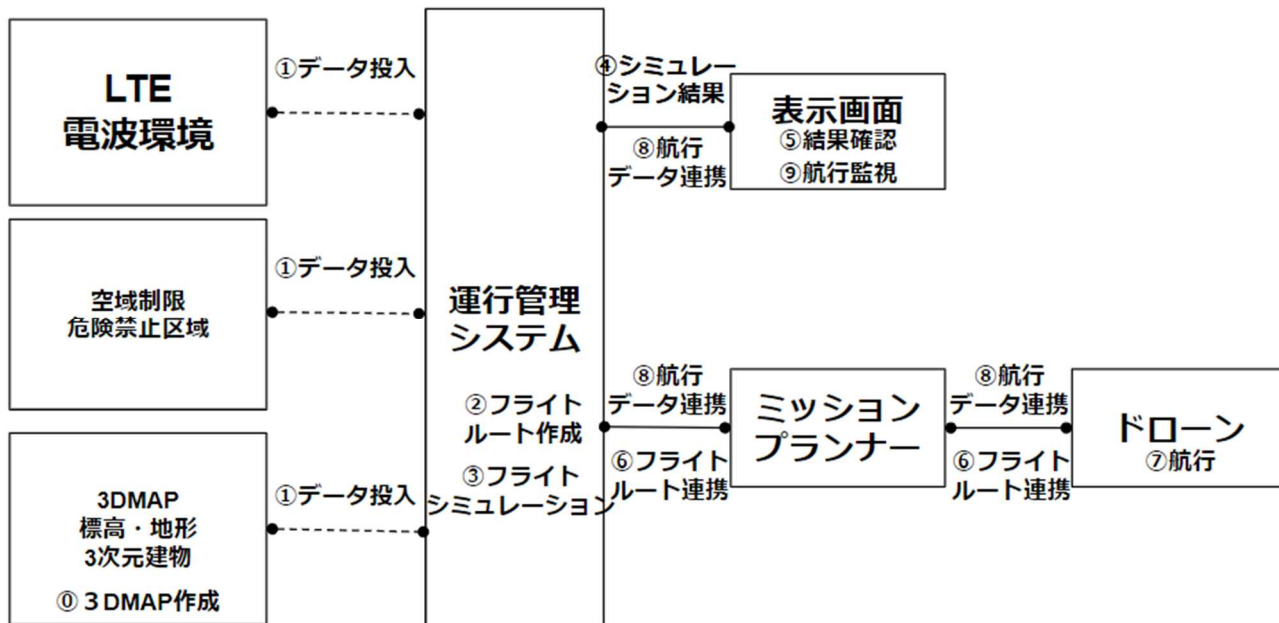 LTE
電波環境
①データ投入
空域制限
危険禁止区域
①データ投入
3DMAP
標高・地形
3次元建物
⓪３DMAP作成
①データ投入
運行管理
システム
②フライト
ルート作成
③フライト
シミュレーション
④シミュレー
ション結果
⑧航行
データ連携
表示画面
⑤結果確認
⑨航行監視
⑧航行
データ連携
⑥フライト
ルート連携
ミッション
プランナー
⑧航行
データ連携
⑥フライト
ルート連携
ドローン
⑦航行